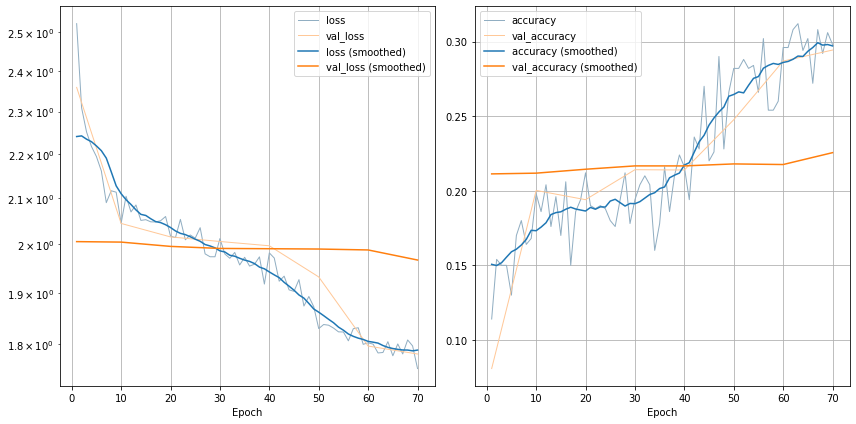 loss
val_loss
loss (smoothed)
val_loss (smoothed)
2.5 × 10⁰
2.4 × 10⁰
2.3 × 10⁰
2.2 × 10⁰
2.1 × 10⁰
2 × 10⁰
1.9 × 10⁰
1.8 × 10⁰
0 10 20 30 40 50 60 70
Epoch
accuracy
val_accuracy
accuracy (smoothed)
val_accuracy (smoothed)
0.30
0.25
0.20
0.15
0.10
0 10 20 30 40 50 60 70
Epoch